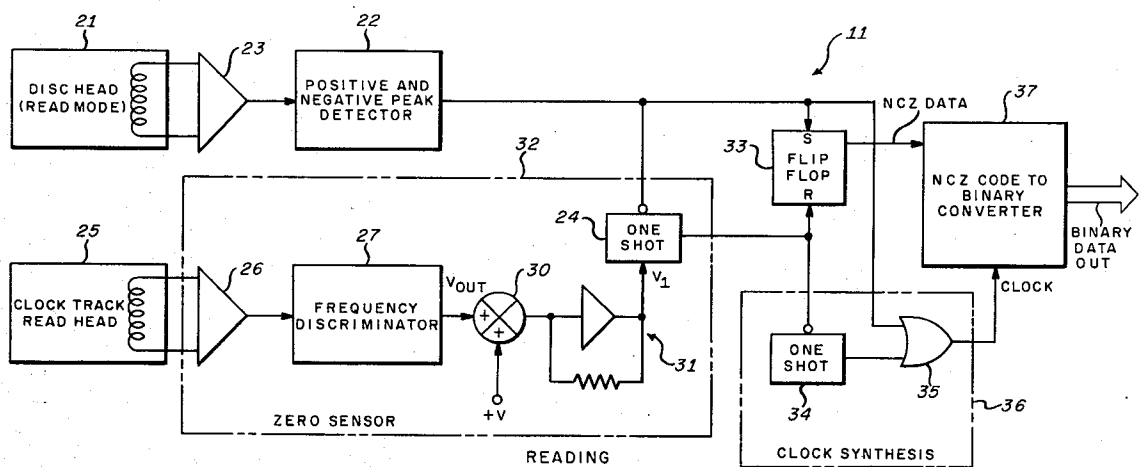 21
DISC HEAD
(READ MODE)
23
22
POSITIVE AND
NEGATIVE PEAK
DETECTOR
11
NCZ DATA
37
NCZ CODE TO
BINARY
CONVERTER
BINARY
DATA
OUT
33
S
FLIP
FLOP
R
32
24
ONE
SHOT
V1
25
CLOCK TRACK
READ HEAD
26
27
FREQUENCY
DISCRIMINATOR
VOUT
30
+
+
+V
31
ZERO SENSOR
CLOCK
ONE
SHOT
34
35
36
CLOCK SYNTHESIS
READING